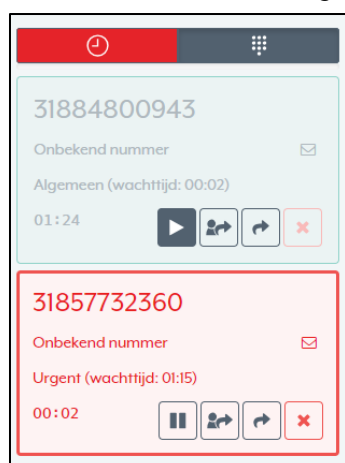 31884800943
Onbekend nummer
Algemeen (wachttijd: 00:02)
01:24
31857732360
Onbekend nummer
Urgent (wachttijd: 01:15)
00:02